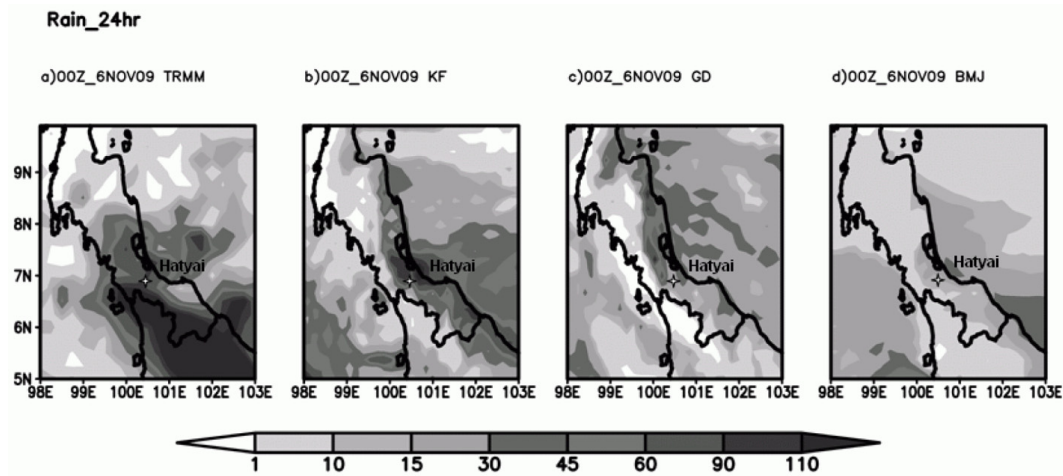 Rain_24hr
a)00Z_6NOV09 TRMM
b)00Z_6NOV09 KF
c)00Z_6NOV09 GD
d)00Z_6NOV09 BMJ
9N
8N
7N
6N
5N
Hatyai
Hatyai
Hatyai
Hatyai
98E 99E 100E 101E 102E 103E
98E 99E 100E 101E 102E 103E
98E 99E 100E 101E 102E 103E
98E 99E 100E 101E 102E 103E
1 10 15 30 45 60 90 110